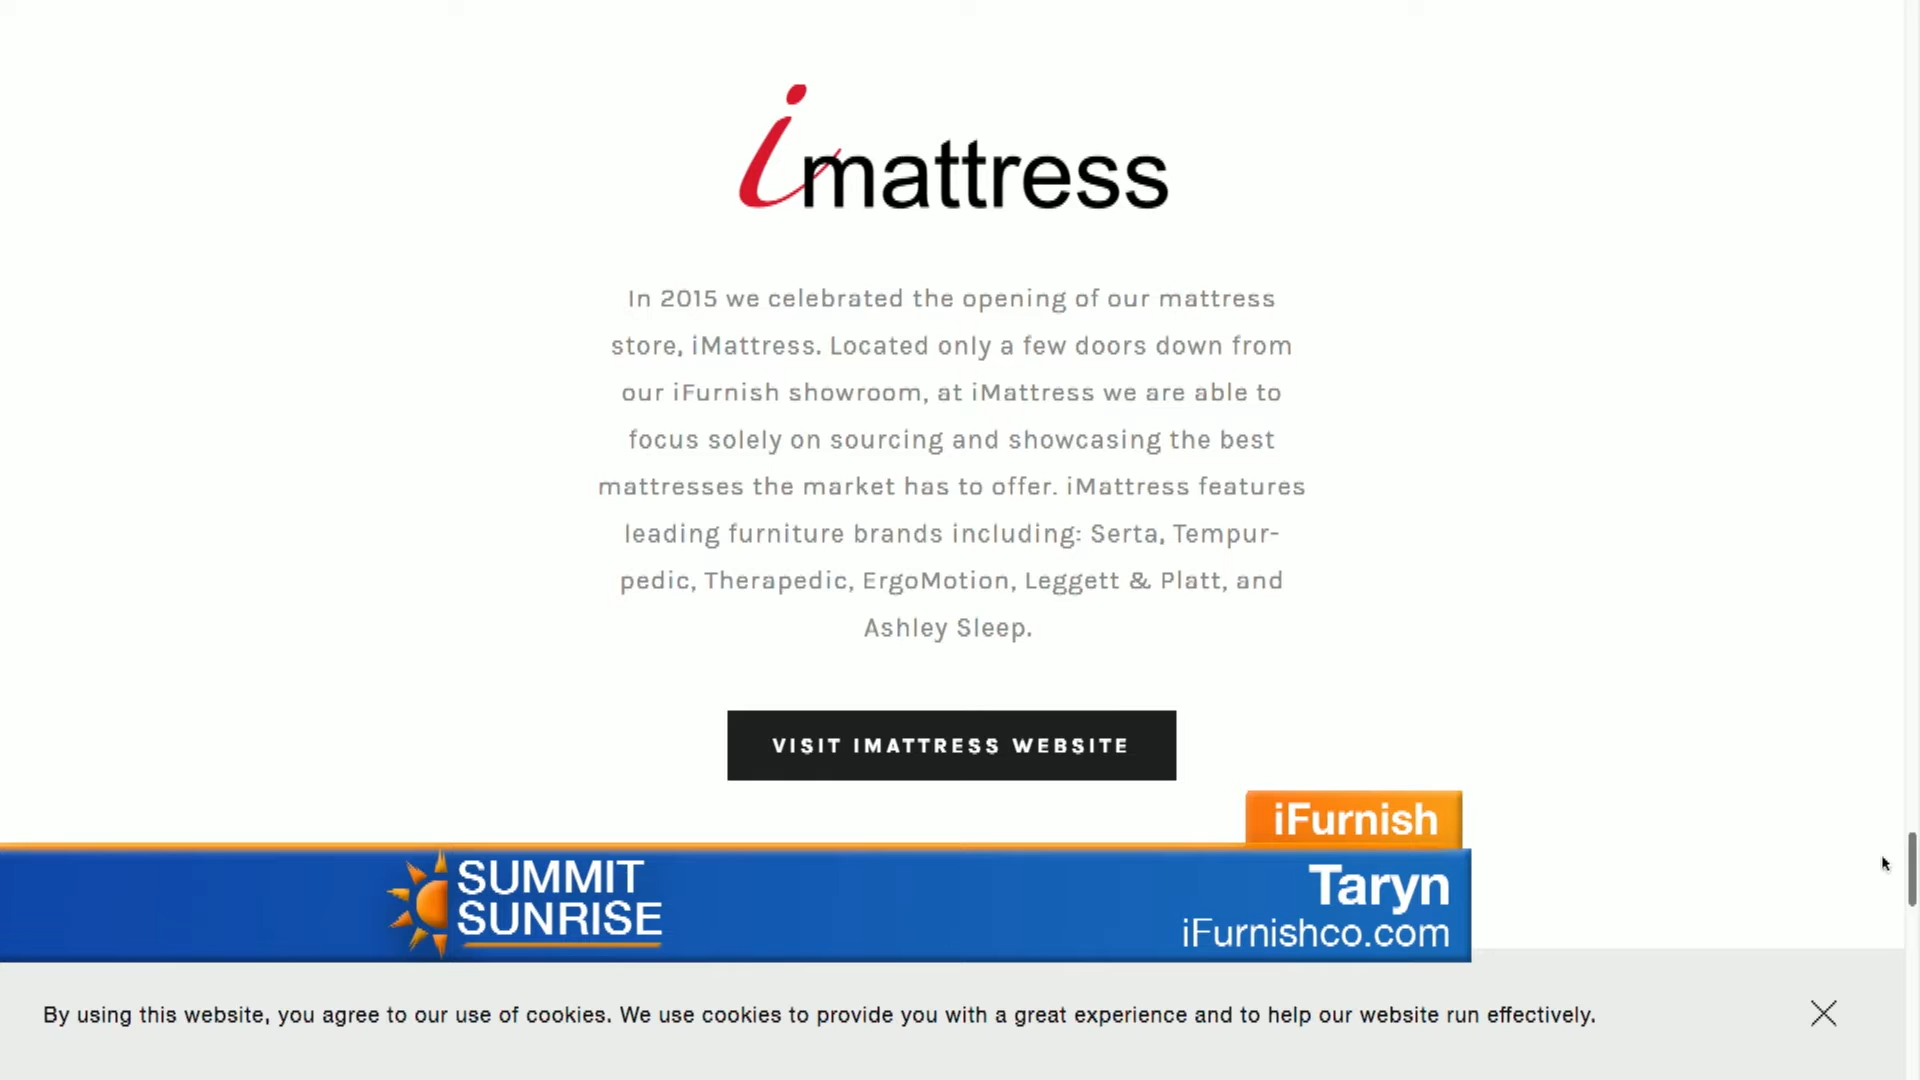 imattress
In 2015 we celebrated the opening of our mattress
store, iMattress. Located only a few doors down from
our iFurnish showroom, at iMattress we are able to
focus solely on sourcing and showcasing the best
mattresses the market has to offer. iMattress features
leading furniture brands including: Serta, Tempur-
pedic, Therapedic, ErgoMotion, Leggett & Platt, and
Ashley Sleep.
VISIT IMATTRESS WEBSITE
iFurnish
SUMMIT
SUNRISE
Taryn
iFurnishco.com
By using this website, you agree to our use of cookies. We use cookies to provide you with a great experience and to help our website run effectively.